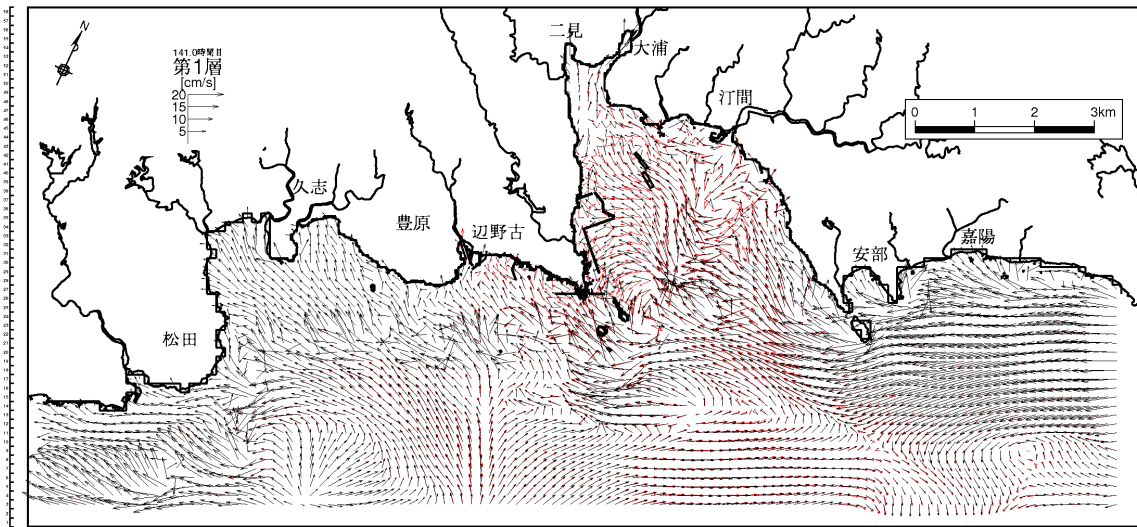 N
141.0時間目
第1層
[cm/s]
20
15
10
5
二見
大浦
汀間
0 1 2 3km
久志
豊原
辺野古
安部
嘉陽
松田